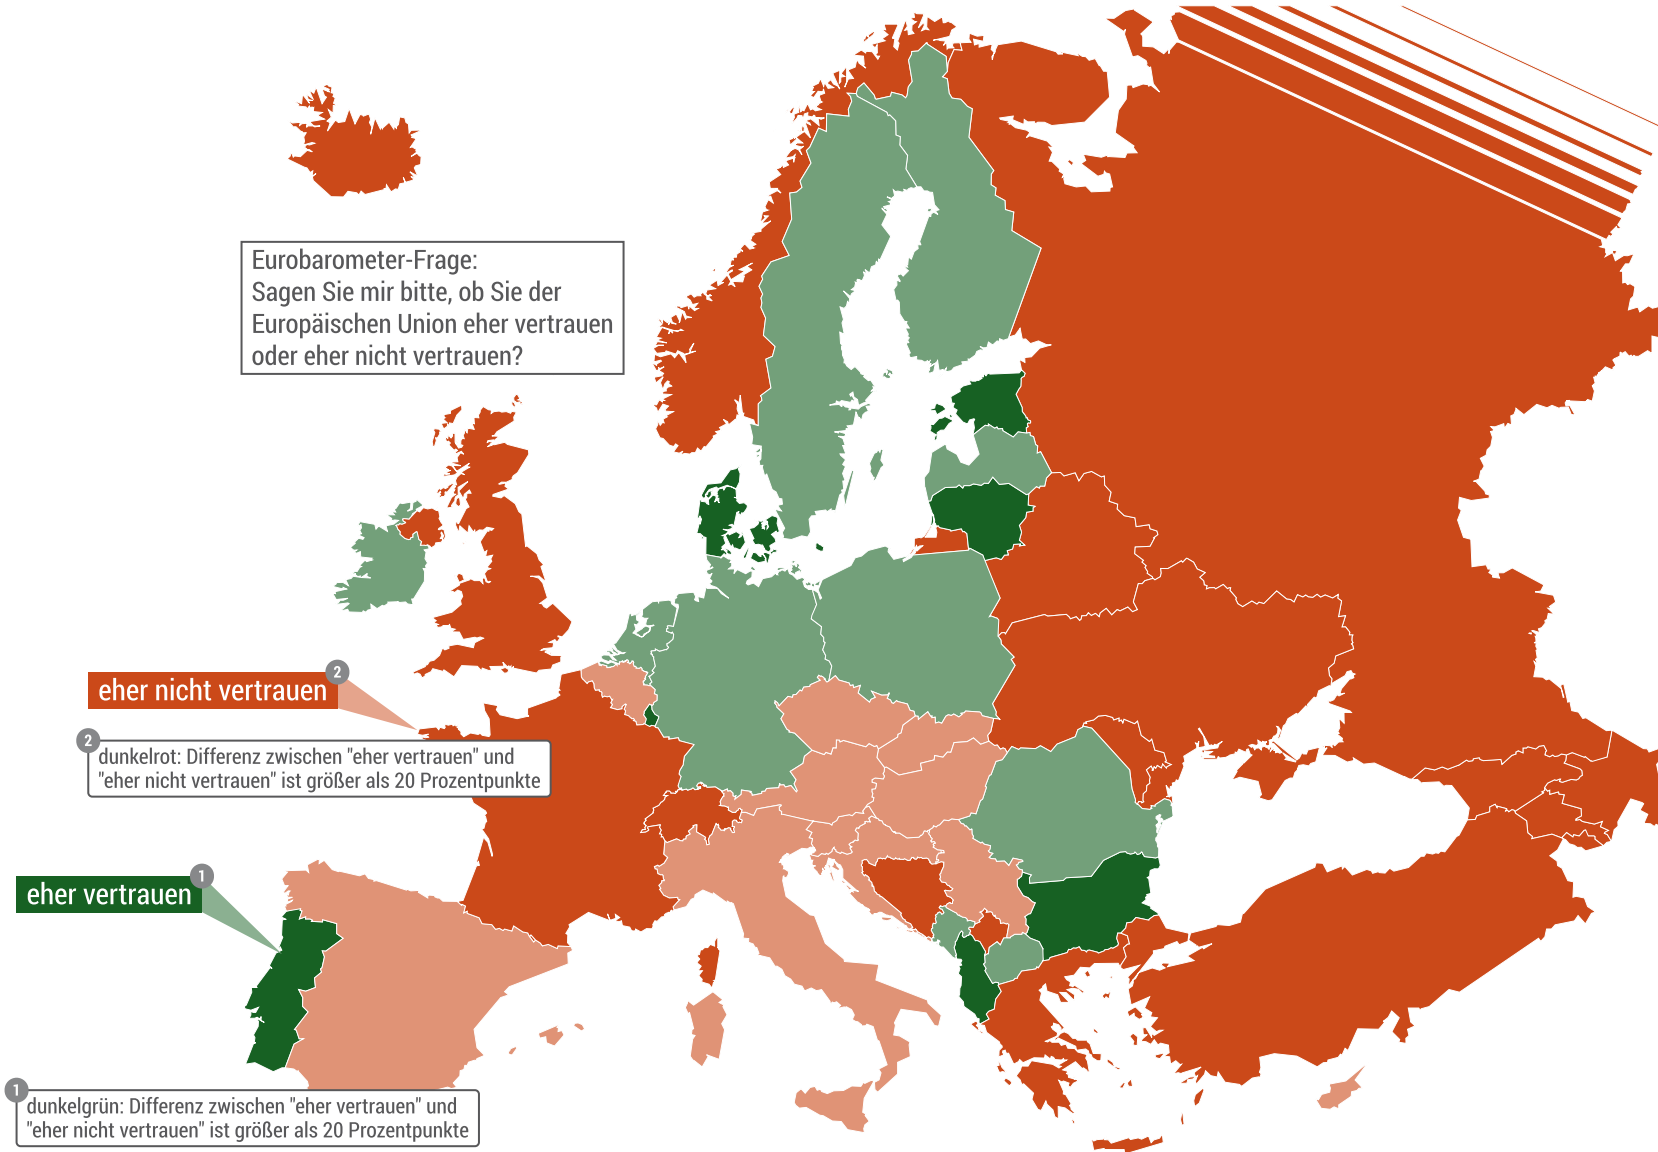 Eurobarometer-Frage:
Sagen Sie mir bitte, ob Sie der
Europäischen Union eher vertrauen
oder eher nicht vertrauen?
2
eher nicht vertrauen
2
dunkelrot: Differenz zwischen "eher vertrauen" und
"eher nicht vertrauen" ist größer als 20 Prozentpunkte
1
eher vertrauen
1
dunkelgrün: Differenz zwischen "eher vertrauen" und
"eher nicht vertrauen" ist größer als 20 Prozentpunkte